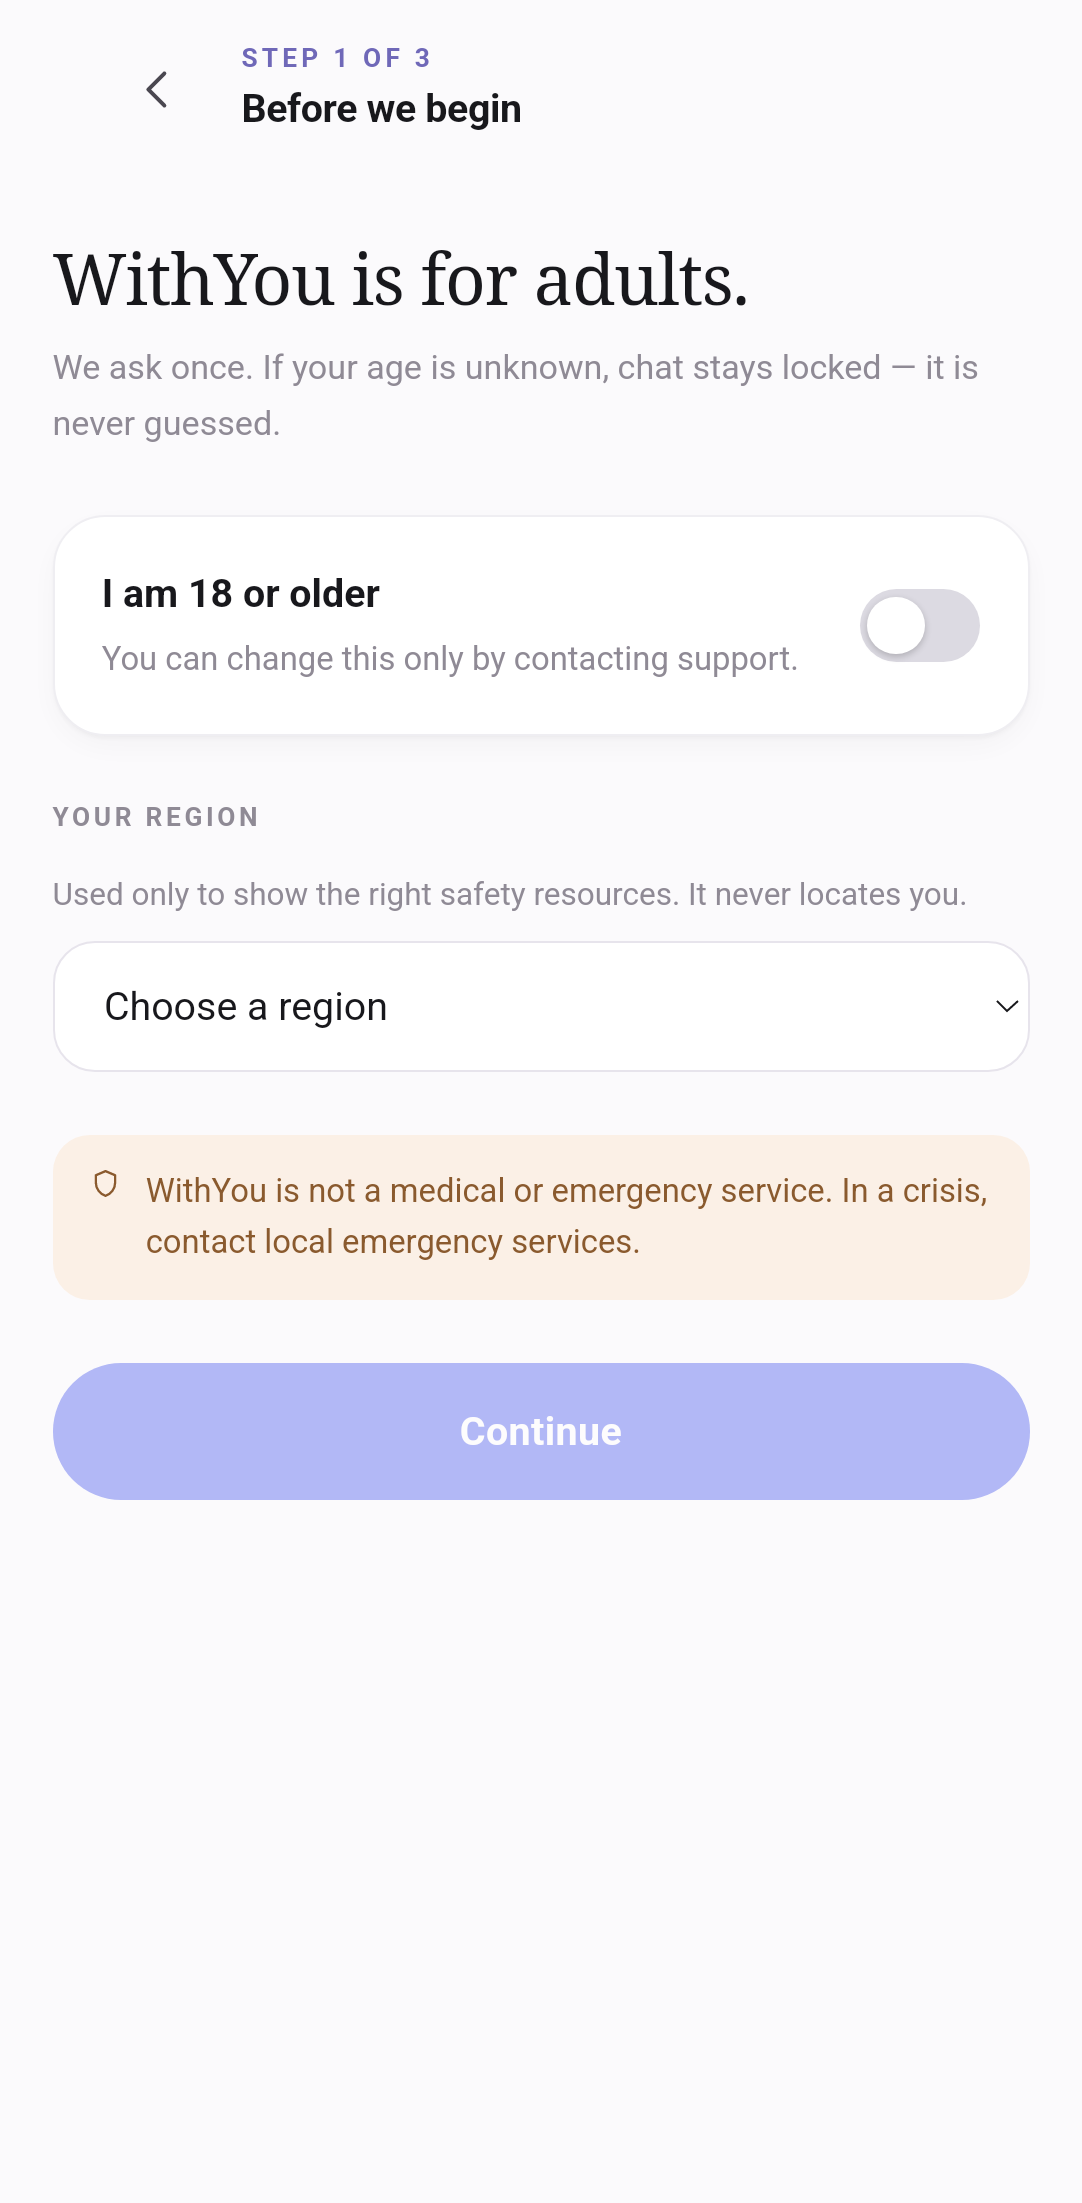 STEP 1 OF 3
Before we begin
WithYou is for adults.
We ask once. If your age is unknown, chat stays locked — it is
never guessed.
I am 18 or older
You can change this only by contacting support.
YOUR REGION
Used only to show the right safety resources. It never locates you.
Choose a region
WithYou is not a medical or emergency service. In a crisis,
contact local emergency services.
Continue